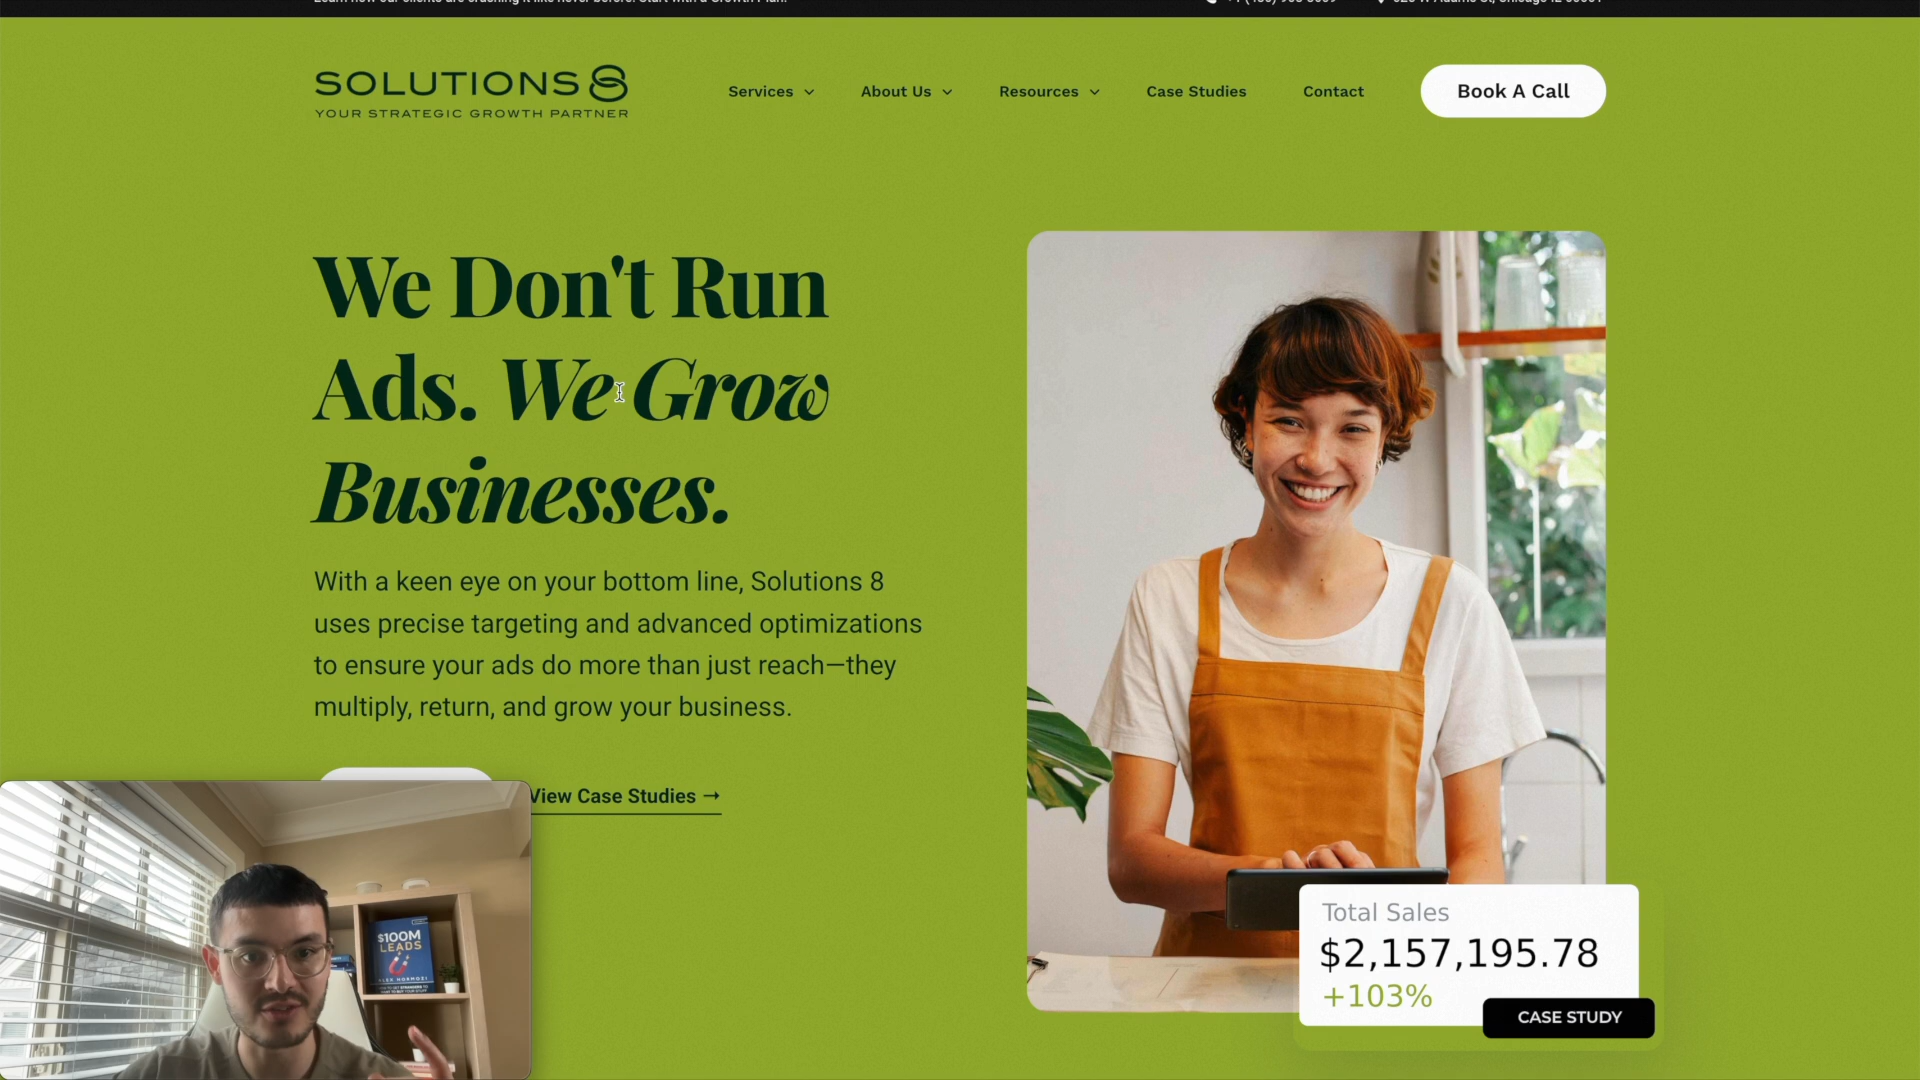 SOLUTIONS 8
YOUR STRATEGIC GROWTH PARTNER
Services
About Us
Resources
Case Studies
Contact
Book A Call
We Don't Run
Ads. We Grow
Businesses.
With a keen eye on your bottom line, Solutions 8
uses precise targeting and advanced optimizations
to ensure your ads do more than just reach—they
multiply, return, and grow your business.
View Case Studies →
Total Sales
$2,157,195.78
+103%
CASE STUDY
$100M
LEADS
ALEX HORMOZI